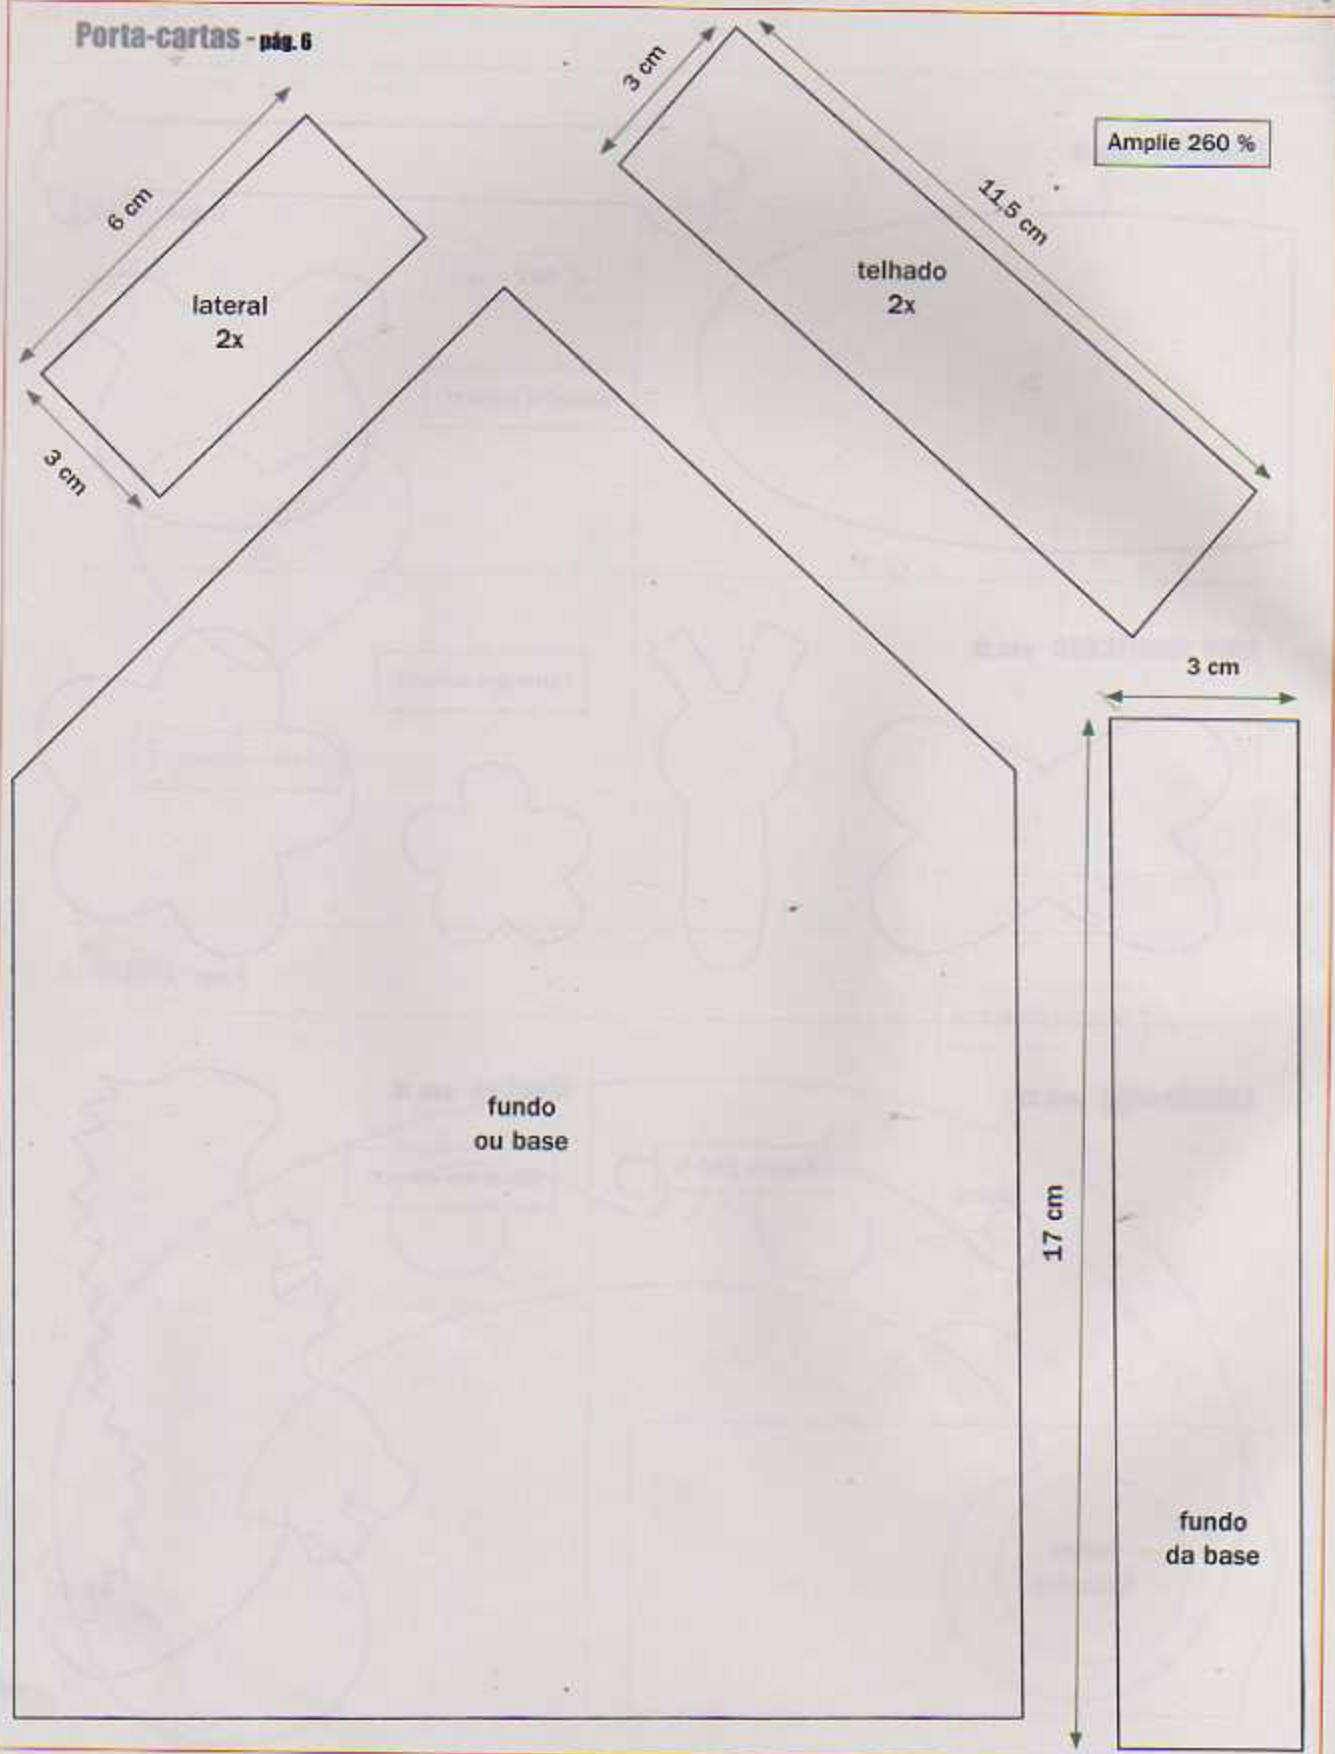 Porta-cartas - pág. 6
3 cm
Amplie 260 %
6 cm
11,5 cm
telhado
2x
lateral
2x
3 cm
3 cm
fundo
ou base
17 cm
fundo
da base